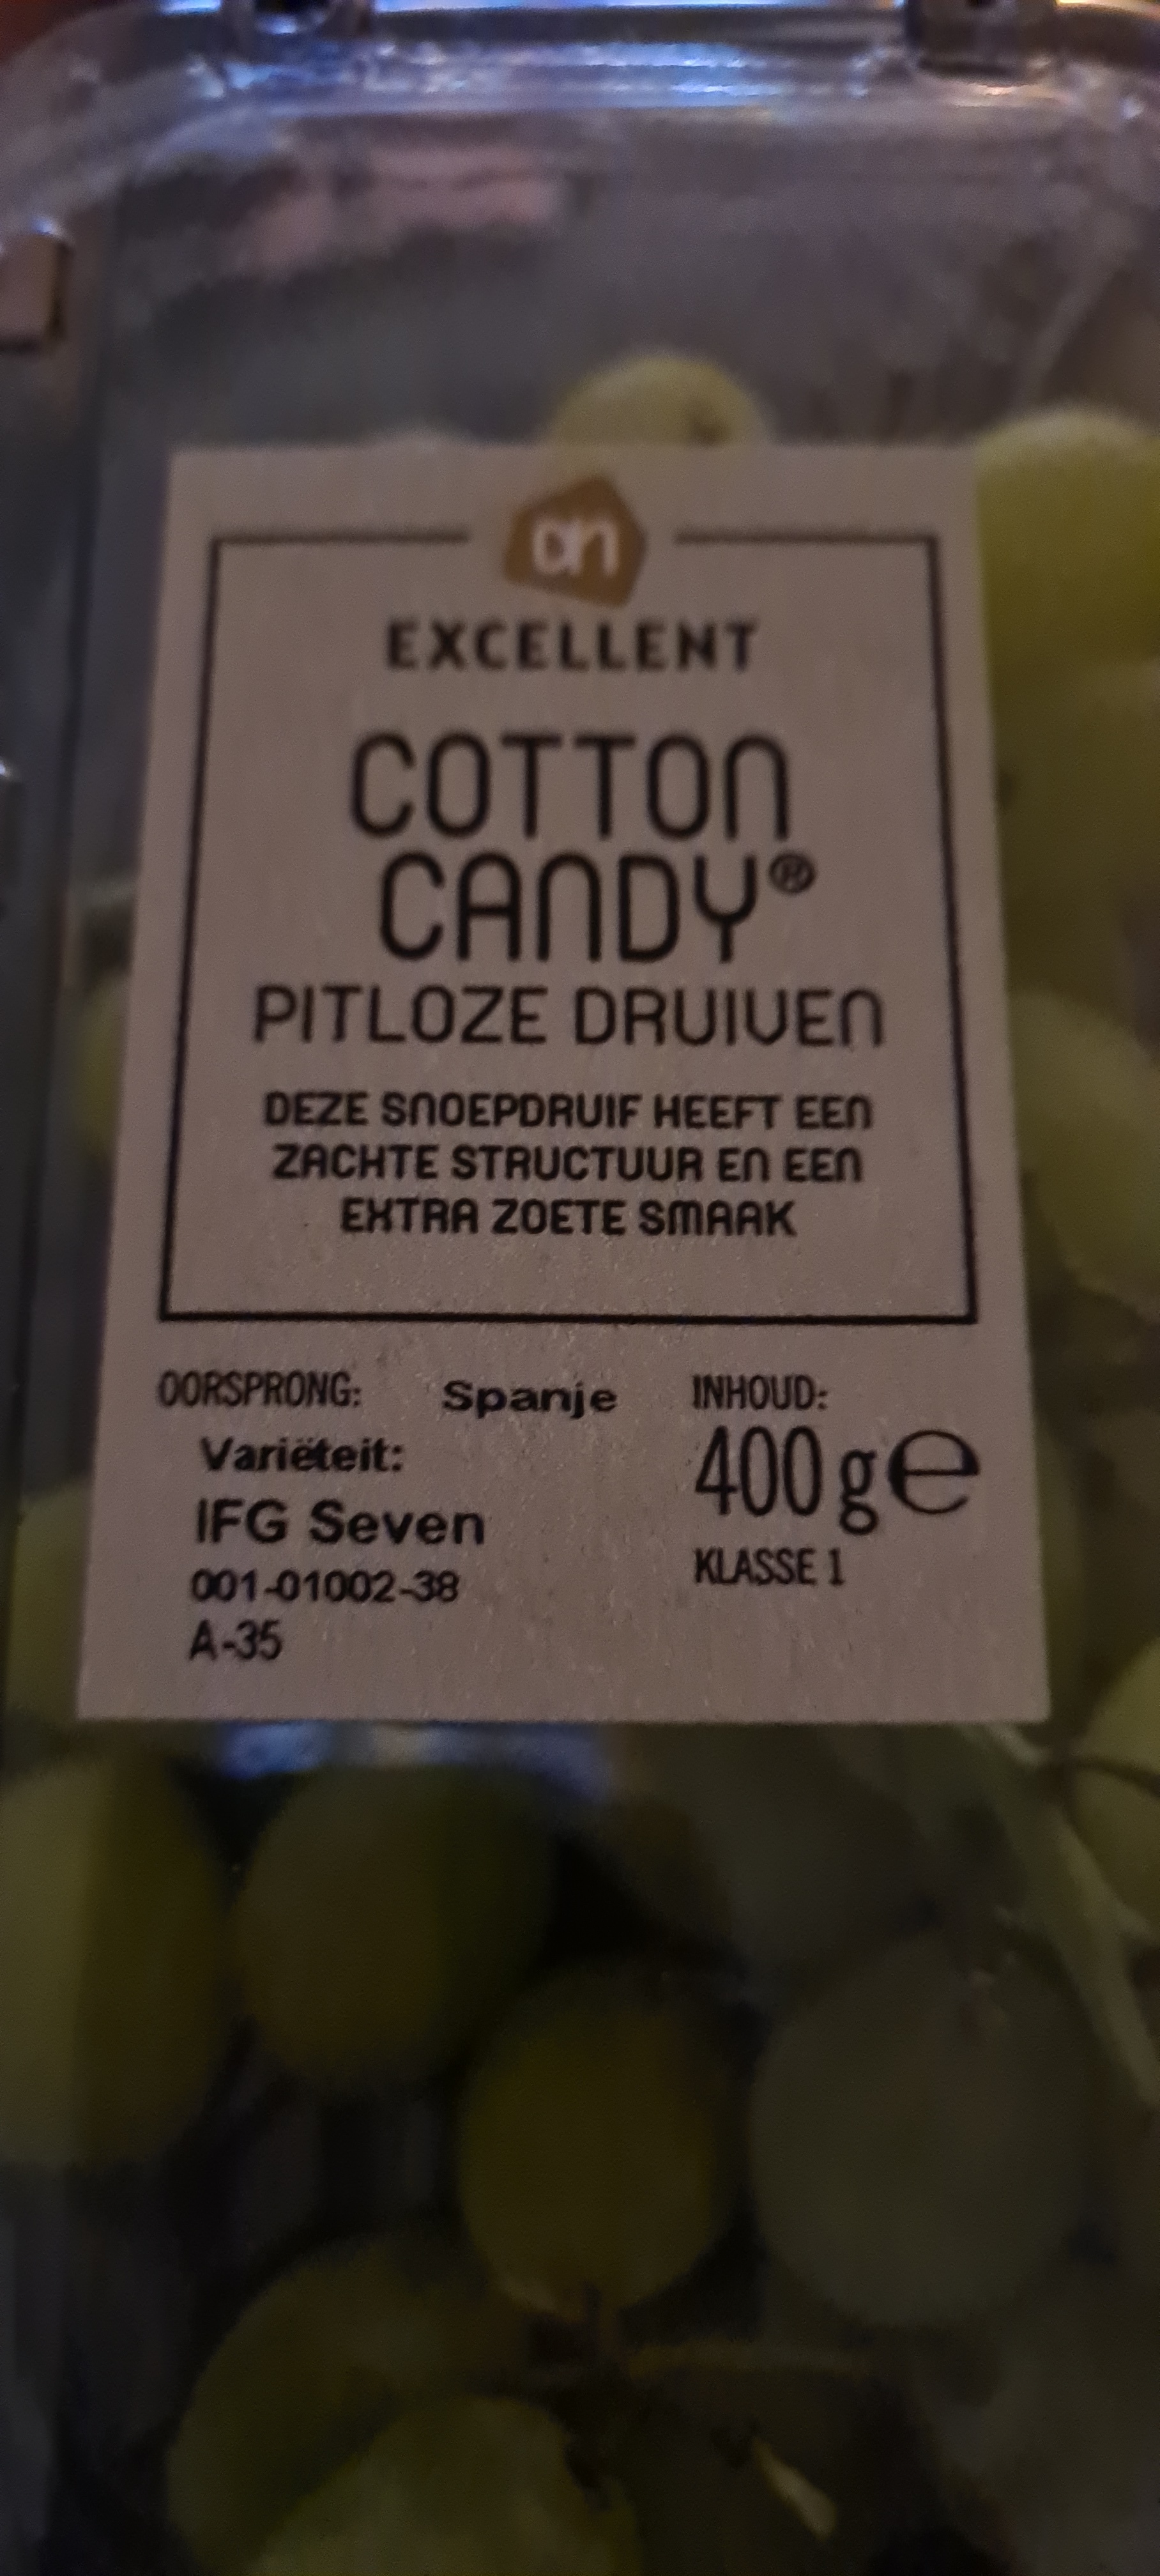 ah
EXCELLENT
COTTON
CANDY®
PITLOZE DRUIVEN
DEZE SNOEPDRUIF HEEFT EEN
ZACHTE STRUCTUUR EN EEN
EXTRA ZOETE SMAAK
OORSPRONG: Spanje
Variëteit:
IFG Seven
001-01002-38
A-35
INHOUD:
400 g e
KLASSE 1